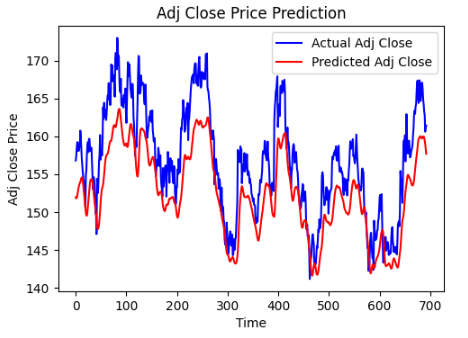 Adj Close Price Prediction
Actual Adj Close
Predicted Adj Close
Adj Close Price
170
165
160
155
150
145
140
0 100 200 300 400 500 600 700
Time